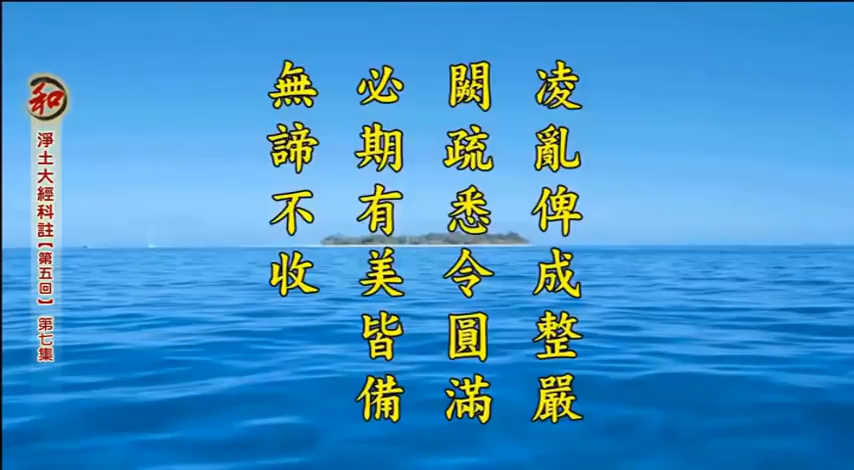 凌亂俾成整嚴
闕疏悉令圓滿
必期有美皆備
無諦不收
和
淨土大經科註【第五回】 第七集